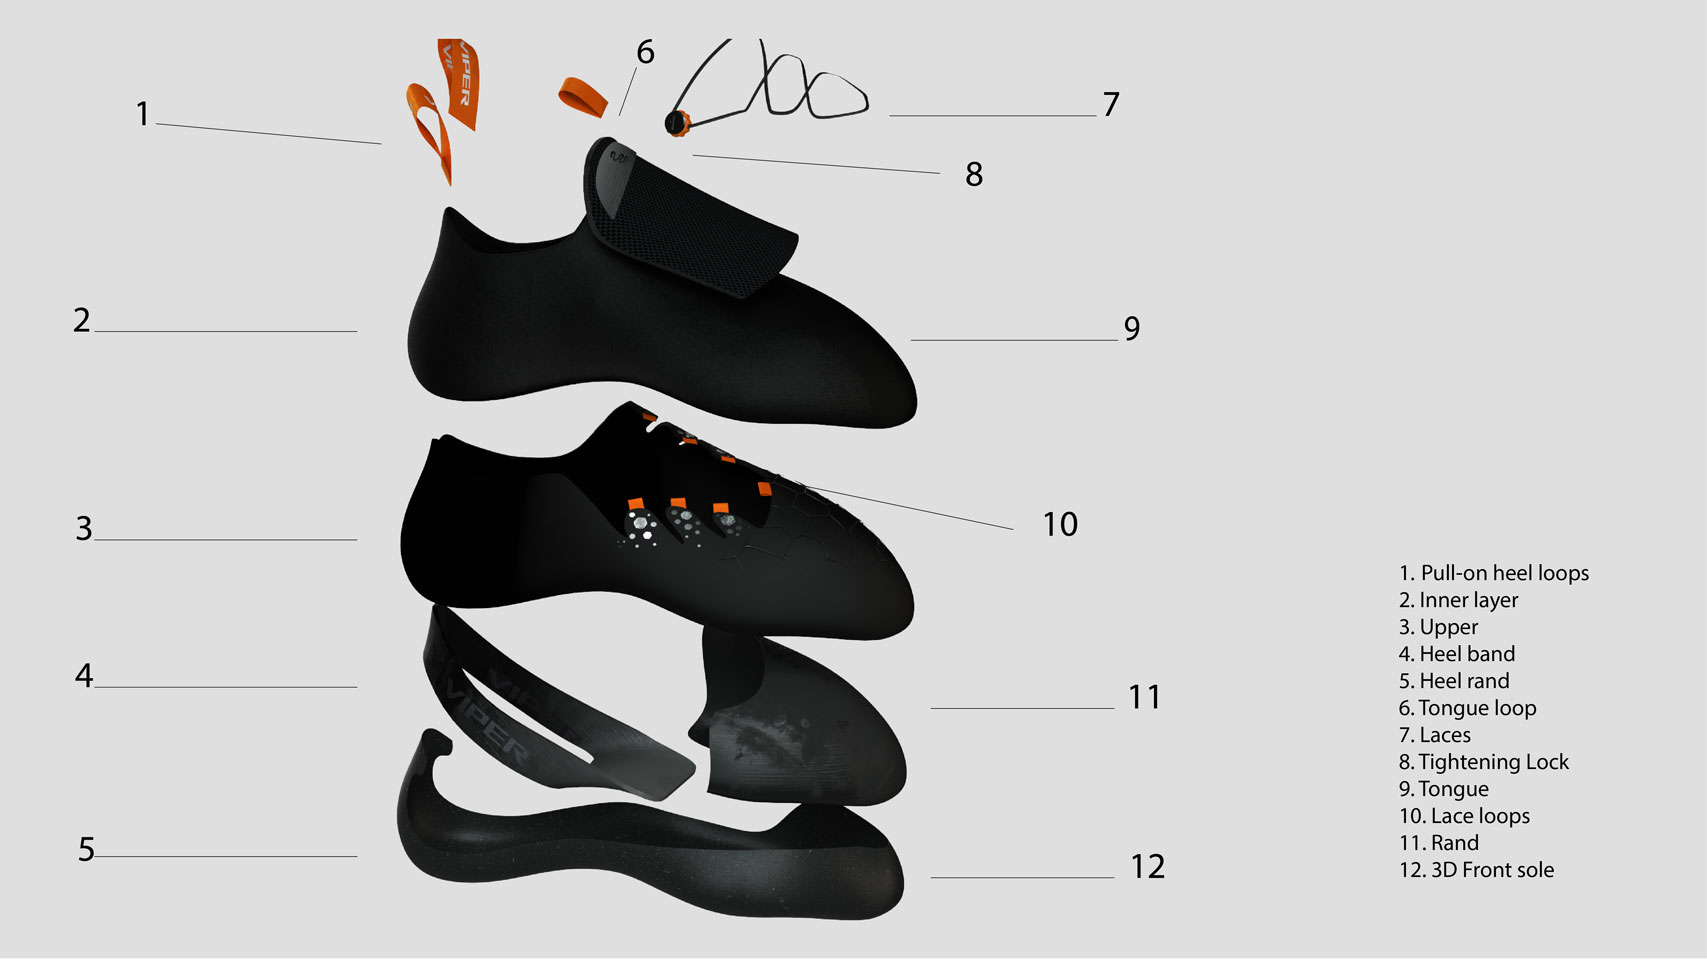 VIPER
6
1
7
8
2
9
3
10
4
VIPER
11
5
12
1. Pull-on heel loops
2. Inner layer
3. Upper
4. Heel band
5. Heel rand
6. Tongue loop
7. Laces
8. Tightening Lock
9. Tongue
10. Lace loops
11. Rand
12. 3D Front sole